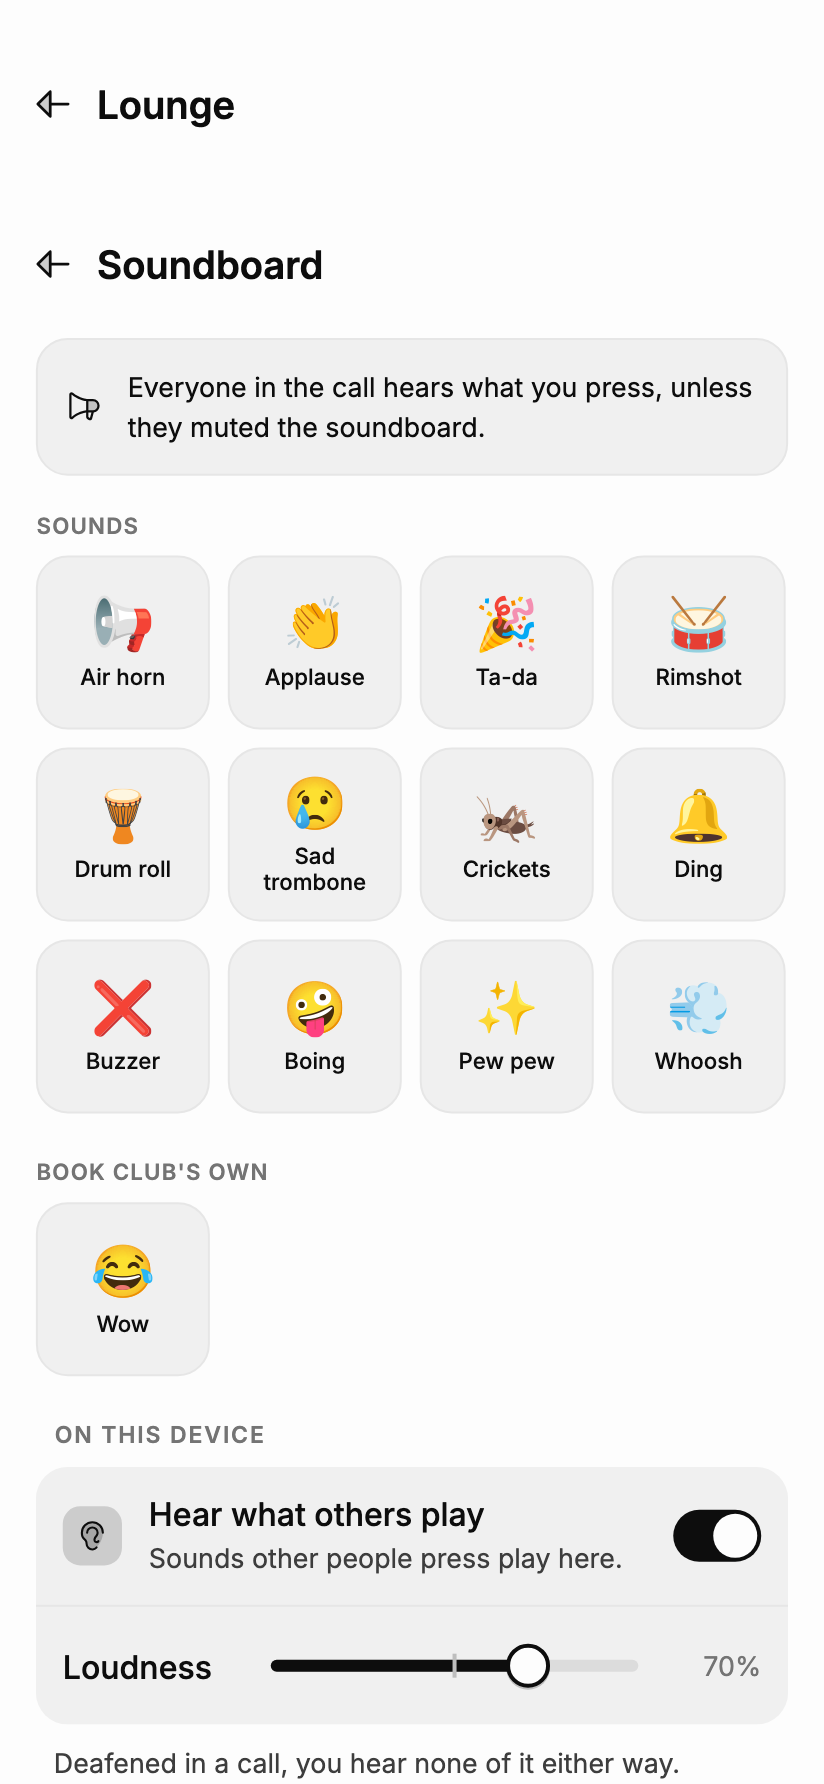 Lounge
Soundboard
Everyone in the call hears what you press, unless
they muted the soundboard.
SOUNDS
Air horn
Applause
Ta-da
Rimshot
Drum roll
Sad
trombone
Crickets
Ding
Buzzer
Boing
Pew pew
Whoosh
BOOK CLUB'S OWN
Wow
ON THIS DEVICE
Hear what others play
Sounds other people press play here.
Loudness
70%
Deafened in a call, you hear none of it either way.